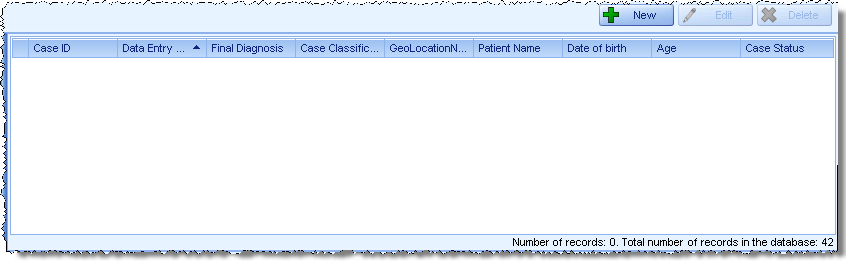 New Edit Delete
Case ID Data Entry ... Final Diagnosis Case Classific... GeoLocationN... Patient Name Date of birth Age Case Status
Number of records: 0. Total number of records in the database: 42